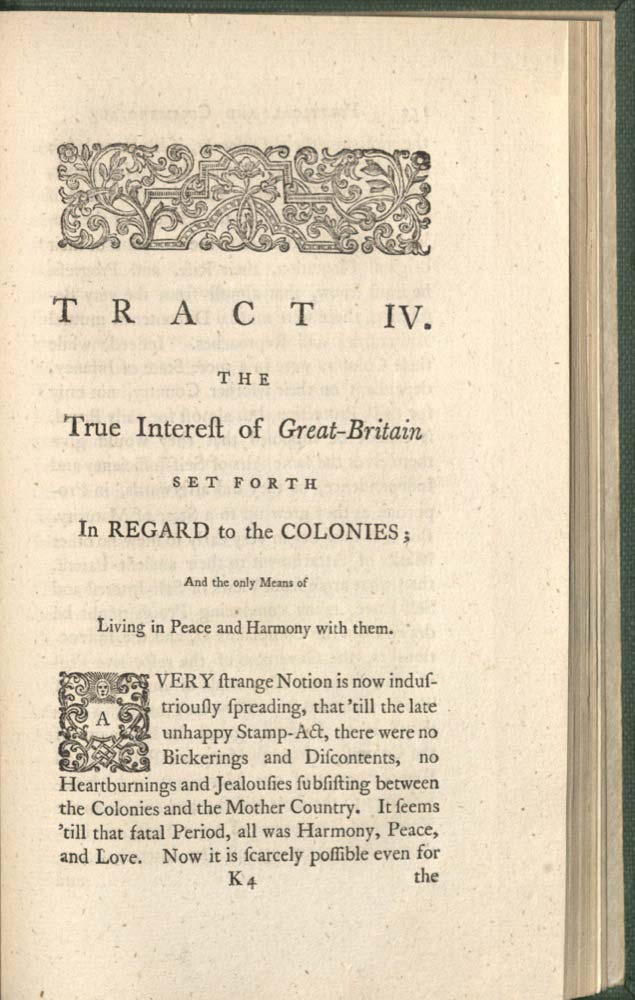 TRACT IV.
THE
True Intereſt of Great-Britain
SET FORTH
In REGARD to the COLONIES;
And the only Means of
Living in Peace and Harmony with them.
A VERY ſtrange Notion is now induſ-
triouſly ſpreading, that 'till the late
unhappy Stamp-Act, there were no
Bickerings and Diſcontents, no
Heartburnings and Jealouſies ſubſiſting between
the Colonies and the Mother Country. It ſeems
'till that fatal Period, all was Harmony, Peace,
and Love. Now it is ſcarcely poſſible even for
K 4 the